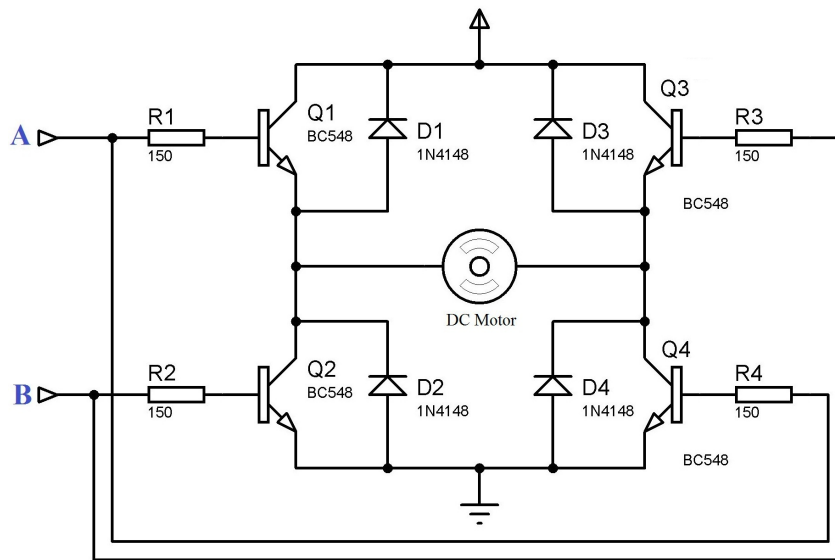 A
R1
150
Q1
BC548
D1
1N4148
D3
1N4148
Q3
BC548
R3
150
DC Motor
B
R2
150
Q2
BC548
D2
1N4148
D4
1N4148
Q4
BC548
R4
150